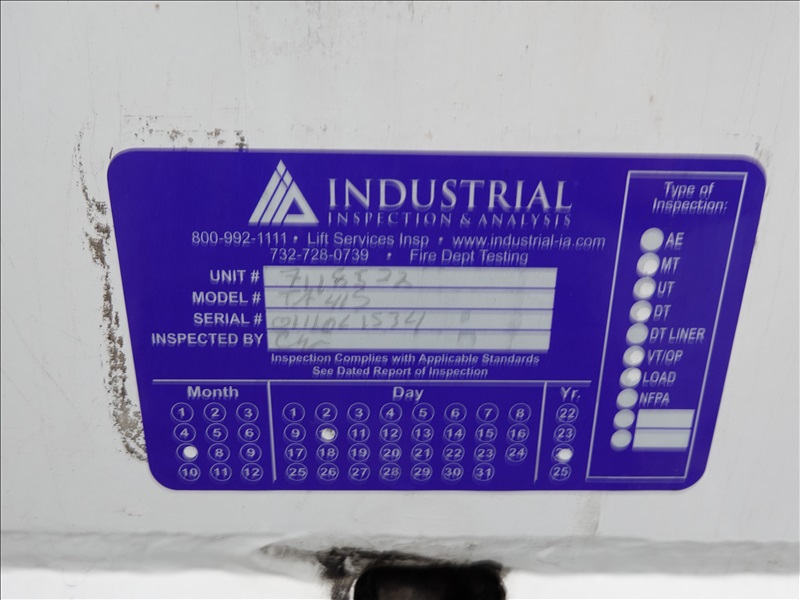 INDUSTRIAL
INSPECTION & ANALYSIS
800-992-1111 • Lift Services Insp • www.industrial-ia.com
732-728-0739 • Fire Dept Testing
UNIT #
MODEL #
SERIAL #
INSPECTED BY
Inspection Complies with Applicable Standards
See Dated Report of Inspection
Month
1 2 3
4 5 6
8 9
10 11 12
Day
1 2 3 4 5 6 7 8
9 11 12 13 14 15 16
17 18 19 20 21 22 23 24
25 26 27 28 29 30 31
Yr.
22
23
25
Type of
Inspection:
AE
MT
UT
DT
DT LINER
VT/OP
LOAD
NFPA